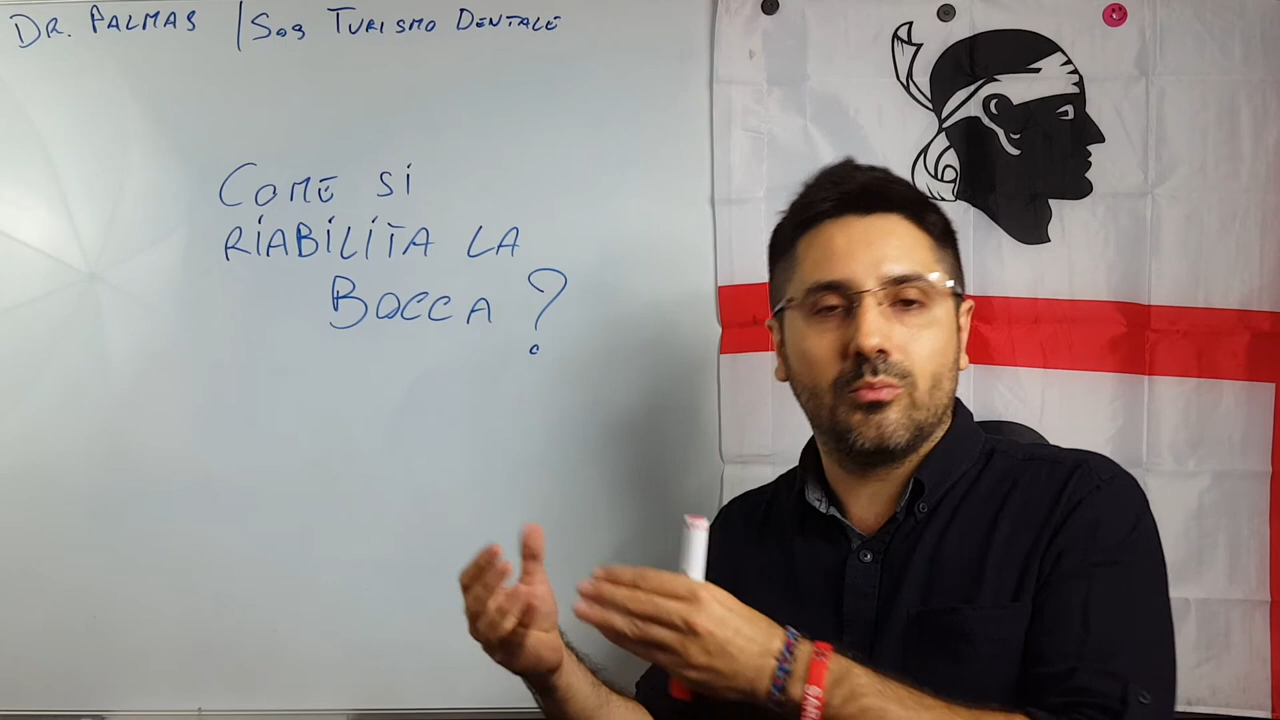 DR. PALMAS | SOS TURISMO DENTALE
COME Si
RiABiLiTA LA
BOCCA ?